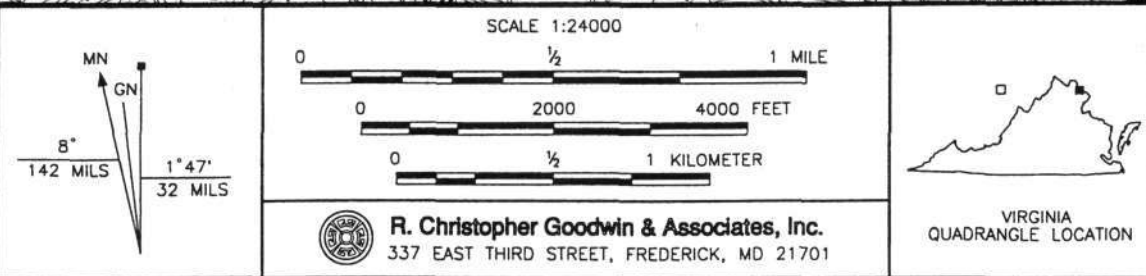 MN
GN
8°
142 MILS
1°47'
32 MILS
SCALE 1:24000
0 ½ 1 MILE
0 2000 4000 FEET
0 ½ 1 KILOMETER
R. Christopher Goodwin & Associates, Inc.
337 EAST THIRD STREET, FREDERICK, MD 21701
VIRGINIA
QUADRANGLE LOCATION